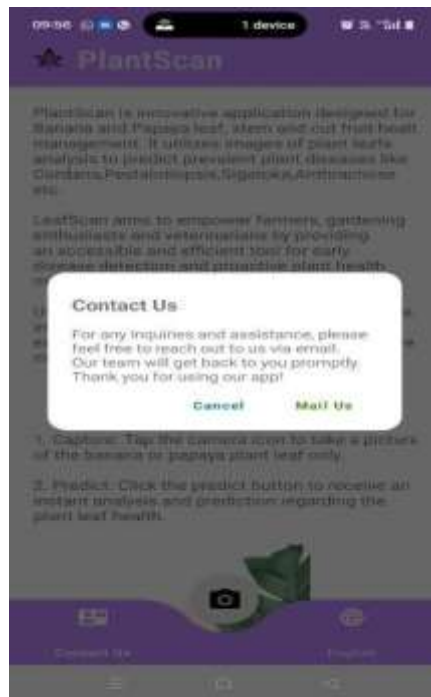 09:56
1 device
PlantScan
PlantScan is innovative application designed for
Banana and Papaya leaf, stem and cut fruit healt
management. It utilizes images of plant leafs
analysis to predict prevalent plant diseases like
etc.
LeafScan aims to empower farmers, gardening
enthusiasts and veterinarians by providing
an accessible and efficient tool for early
disease detection and proactive plant health
Contact Us
For any inquiries and assistance, please
feel free to reach out to us via email.
Our team will get back to you promptly.
Thank you for using our app!
Cancel
Mail Us
1. Capture: Tap the camera icon to take a picture
of the banana or papaya plant leaf only.
2. Predict: Click the predict button to receive an
instant analysis and prediction regarding the
plant leaf health.
Contact Us
English